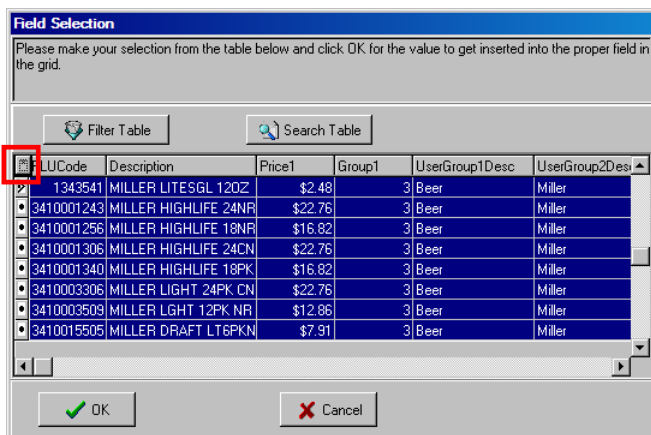 Field Selection
Please make your selection from the table below and click OK for the value to get inserted into the proper field in
the grid.
Filter Table Search Table
LUCode Description Price1 Group1 UserGroup1Desc UserGroup2Des
1343541 MILLER LITESGL 12OZ $2.48 3 Beer Miller
3410001243 MILLER HIGHLIFE 24NR $22.76 3 Beer Miller
3410001256 MILLER HIGHLIFE 18NR $16.82 3 Beer Miller
3410001306 MILLER HIGHLIFE 24CN $22.76 3 Beer Miller
3410001340 MILLER HIGHLIFE 18PK $16.82 3 Beer Miller
3410003306 MILLER LIGHT 24PK CN $22.76 3 Beer Miller
3410003509 MILLER LGHT 12PK NR $12.86 3 Beer Miller
3410015505 MILLER DRAFT LT6PKN $7.91 3 Beer Miller
OK Cancel